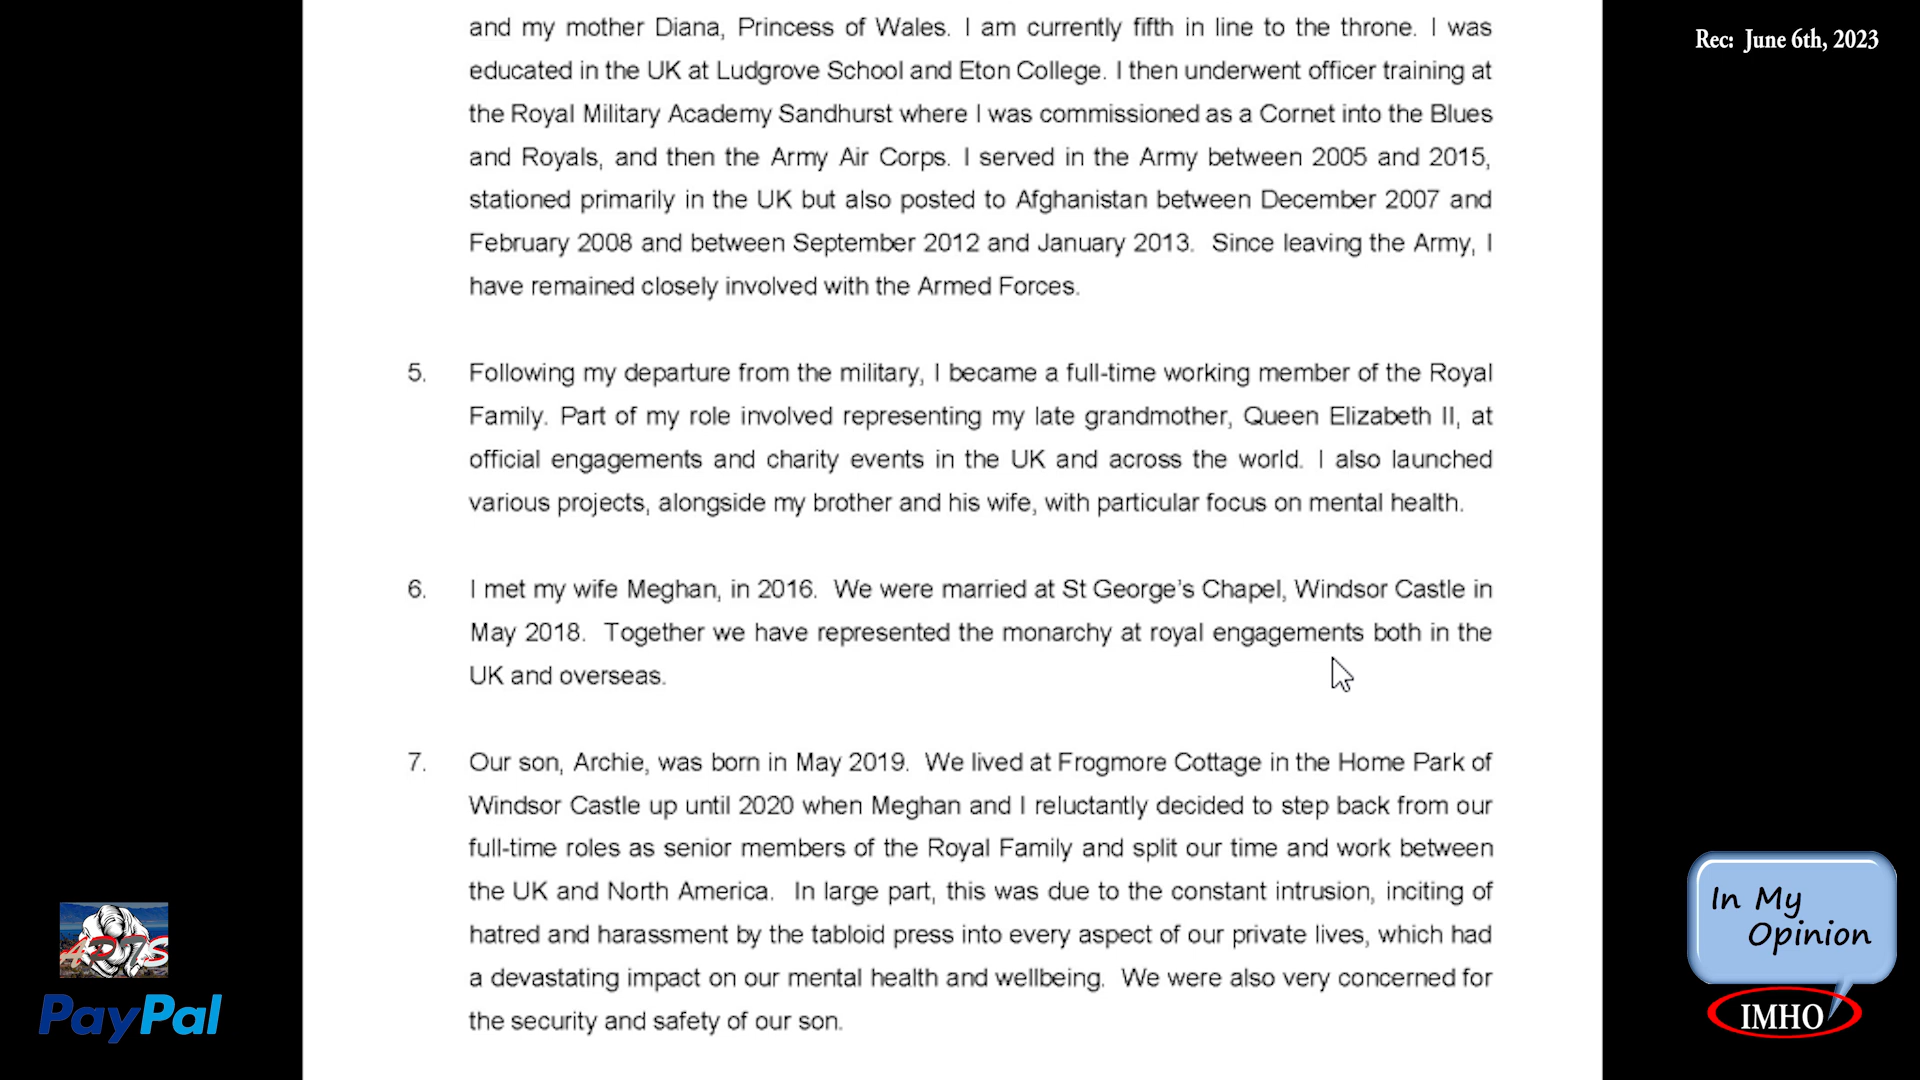 and my mother Diana, Princess of Wales. I am currently fifth in line to the throne. I was
educated in the UK at Ludgrove School and Eton College. I then underwent officer training at
the Royal Military Academy Sandhurst where I was commissioned as a Cornet into the Blues
and Royals, and then the Army Air Corps. I served in the Army between 2005 and 2015,
stationed primarily in the UK but also posted to Afghanistan between December 2007 and
February 2008 and between September 2012 and January 2013. Since leaving the Army, I
have remained closely involved with the Armed Forces.
5. Following my departure from the military, I became a full-time working member of the Royal
Family. Part of my role involved representing my late grandmother, Queen Elizabeth II, at
official engagements and charity events in the UK and across the world. I also launched
various projects, alongside my brother and his wife, with particular focus on mental health.
6. I met my wife Meghan, in 2016. We were married at St George's Chapel, Windsor Castle in
May 2018. Together we have represented the monarchy at royal engagements both in the
UK and overseas.
7. Our son, Archie, was born in May 2019. We lived at Frogmore Cottage in the Home Park of
Windsor Castle up until 2020 when Meghan and I reluctantly decided to step back from our
full-time roles as senior members of the Royal Family and split our time and work between
the UK and North America. In large part, this was due to the constant intrusion, inciting of
hatred and harassment by the tabloid press into every aspect of our private lives, which had
a devastating impact on our mental health and wellbeing. We were also very concerned for
the security and safety of our son.
Rec: June 6th, 2023
PayPal
In My
Opinion
IMHO